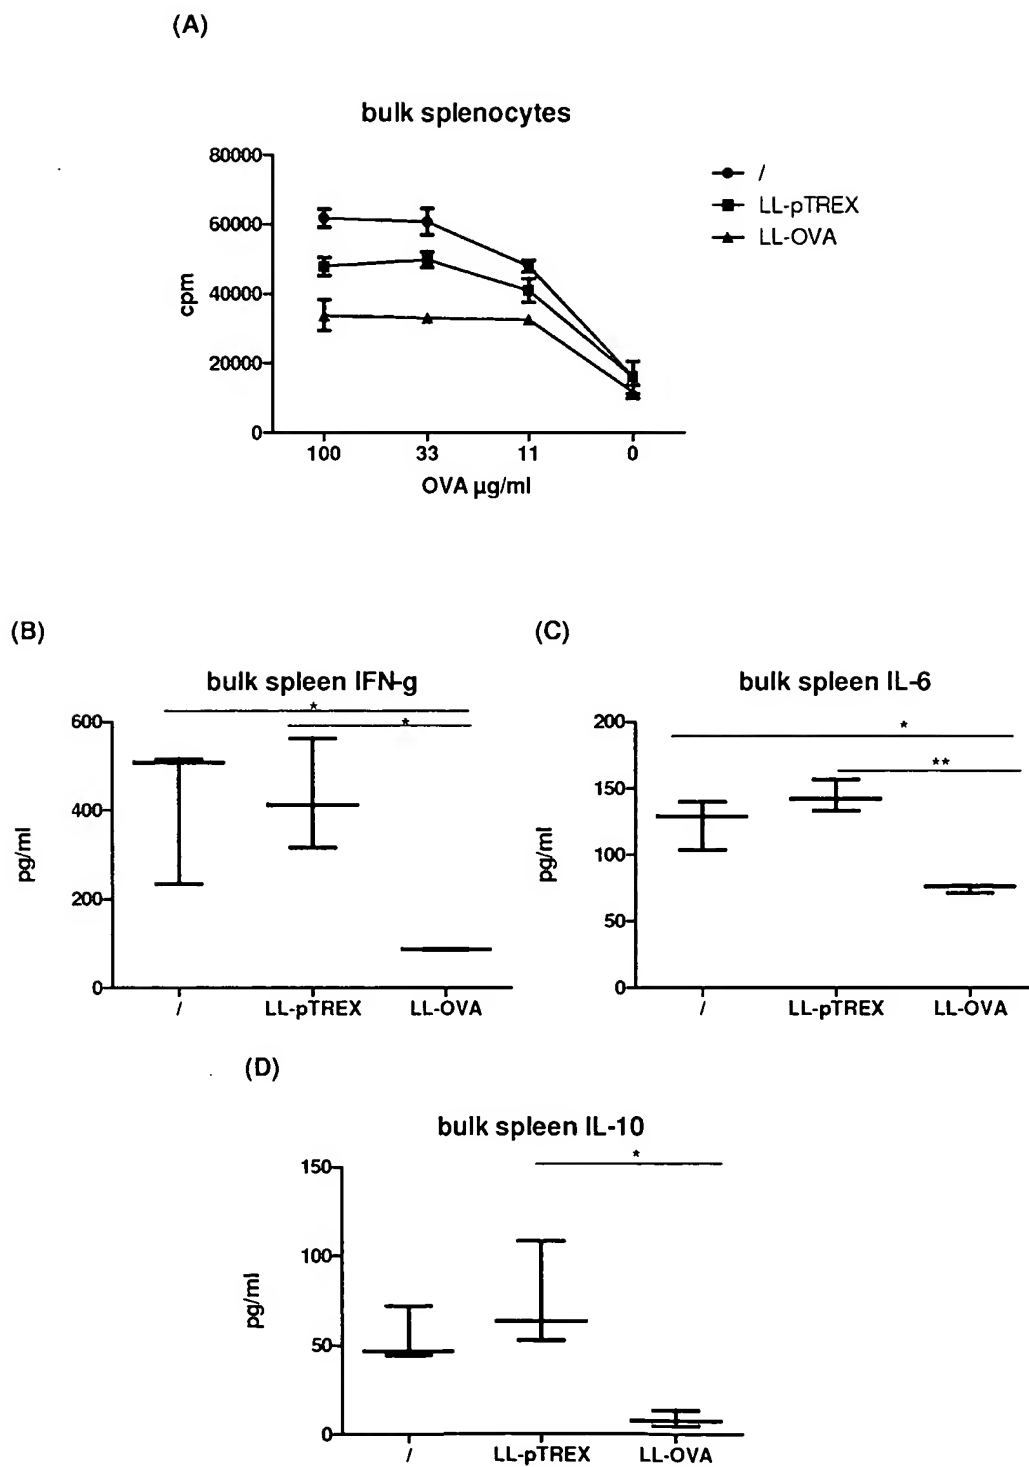 (A)
bulk splenocytes
80000
60000
40000
20000
0
cpm
100 33 11 0
OVA µg/ml
/
LL-pTREX
LL-OVA
(B)
bulk spleen IFN-g
*
*
600
400
200
0
pg/ml
/ LL-pTREX LL-OVA
(C)
bulk spleen IL-6
*
**
200
150
100
50
0
pg/ml
/ LL-pTREX LL-OVA
(D)
bulk spleen IL-10
*
150
100
50
0
pg/ml
/ LL-pTREX LL-OVA